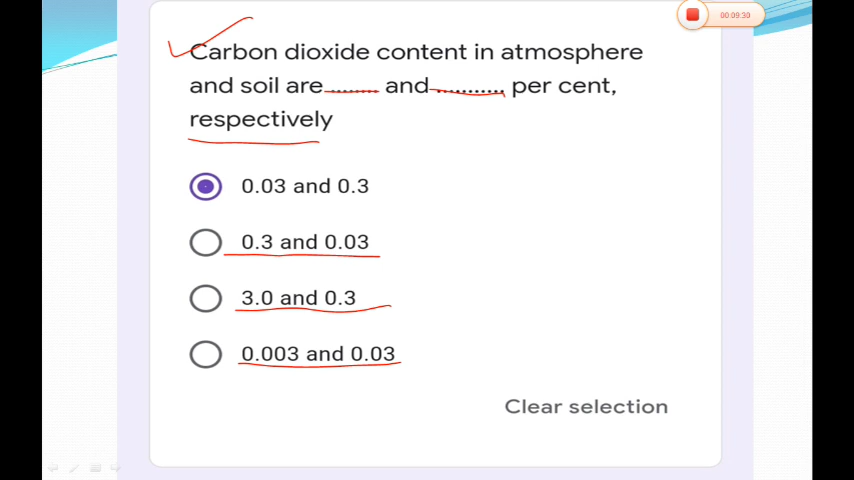 00:09:30
Carbon dioxide content in atmosphere
and soil are ......... and ........... per cent,
respectively
0.03 and 0.3
0.3 and 0.03
3.0 and 0.3
0.003 and 0.03
Clear selection